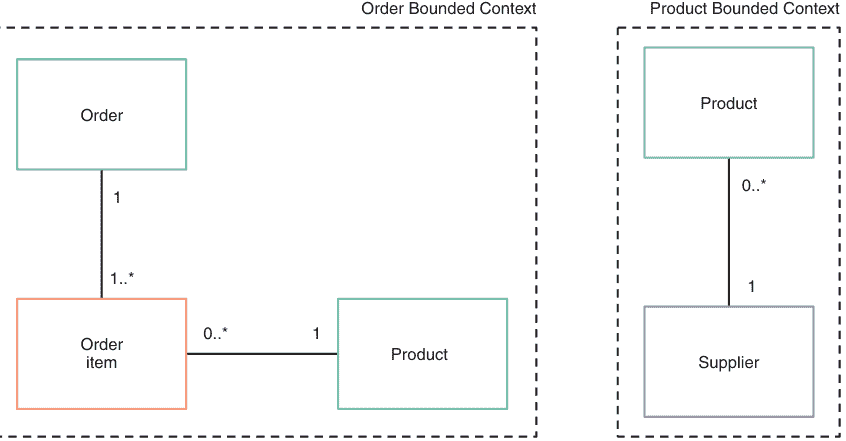 Order Bounded Context
Product Bounded Context
Order
1
1..*
Order
item
0..*
1
Product
Product
0..*
1
Supplier